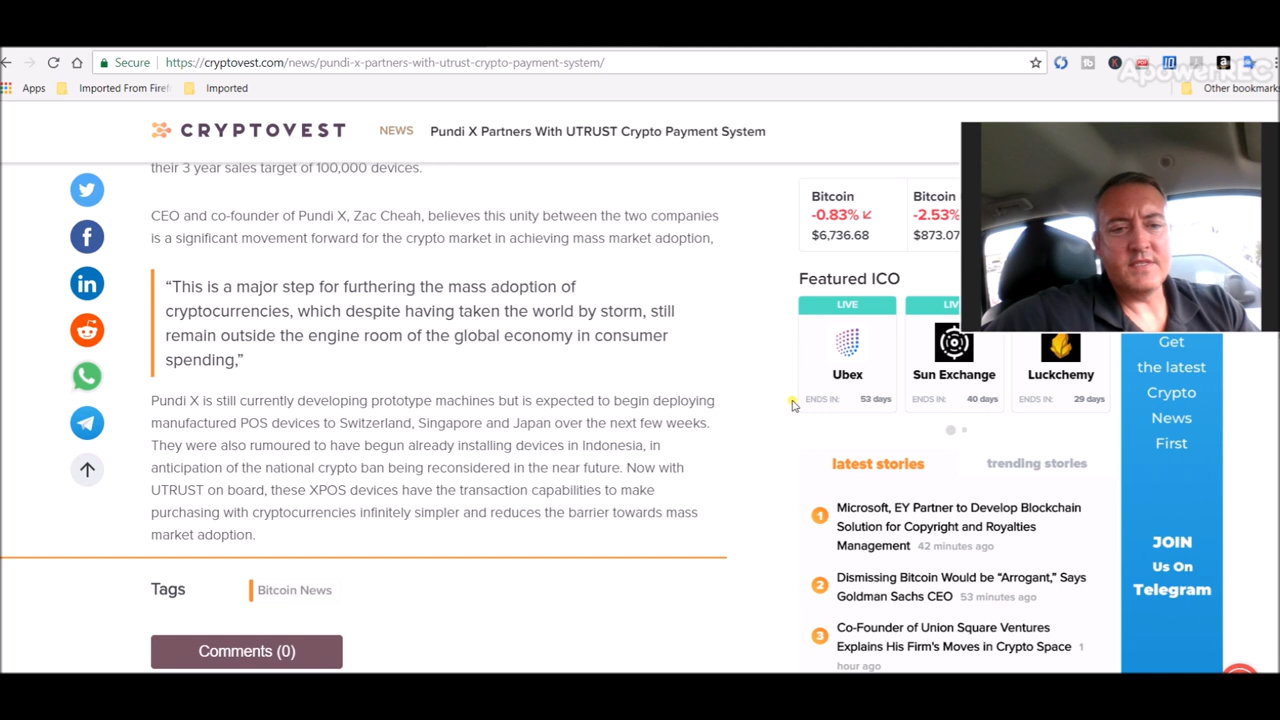 Secure
https://cryptovest.com/news/pundi-x-partners-with-utrust-crypto-payment-system/
ApowerREC
Apps
Imported From Firef
Imported
Other bookmark
CRYPTOVEST
NEWS
Pundi X Partners With UTRUST Crypto Payment System
their 3 year sales target of 100,000 devices.
CEO and co-founder of Pundi X, Zac Cheah, believes this unity between the two companies
is a significant movement forward for the crypto market in achieving mass market adoption,
“This is a major step for furthering the mass adoption of
cryptocurrencies, which despite having taken the world by storm, still
remain outside the engine room of the global economy in consumer
spending,”
Pundi X is still currently developing prototype machines but is expected to begin deploying
manufactured POS devices to Switzerland, Singapore and Japan over the next few weeks.
They were also rumoured to have begun already installing devices in Indonesia, in
anticipation of the national crypto ban being reconsidered in the near future. Now with
UTRUST on board, these XPOS devices have the transaction capabilities to make
purchasing with cryptocurrencies infinitely simpler and reduces the barrier towards mass
market adoption.
Tags
Bitcoin News
Comments (0)
Bitcoin
-0.83%
$6,736.68
Bitcoin
-2.53%
$873.07
Featured ICO
LIVE
Ubex
ENDS IN: 53 days
LIV
Sun Exchange
ENDS IN: 40 days
Luckchemy
ENDS IN: 29 days
latest stories
trending stories
1
Microsoft, EY Partner to Develop Blockchain
Solution for Copyright and Royalties
Management 42 minutes ago
2
Dismissing Bitcoin Would be “Arrogant,” Says
Goldman Sachs CEO 53 minutes ago
3
Co-Founder of Union Square Ventures
Explains His Firm's Moves in Crypto Space 1
hour ago
Get
the latest
Crypto
News
First
JOIN
Us On
Telegram